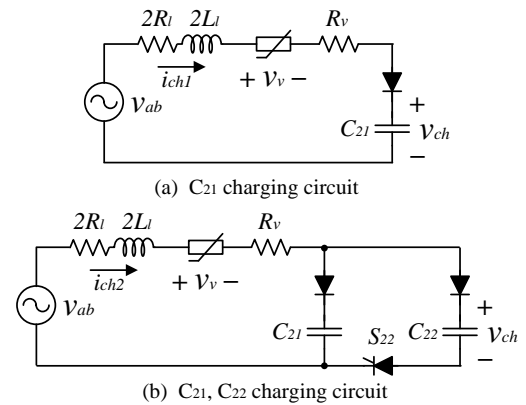 2Rl 2Ll Rv
ich1 + vv −
vab
C21 + vch −
(a) C21 charging circuit
2Rl 2Ll Rv
ich2 + vv −
vab
C21 S22 C22 + vch −
(b) C21, C22 charging circuit